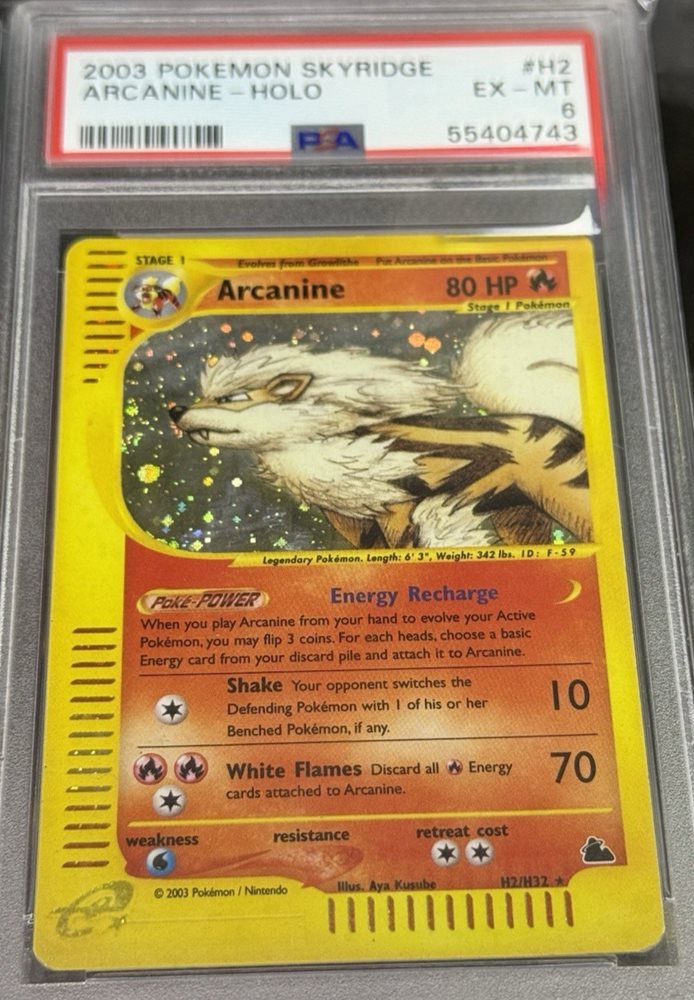 2003 POKEMON SKYRIDGE #H2
ARCANINE - HOLO EX - MT
6
PSA 55404743
STAGE 1 Evolves from Growlithe Put Arcanine on the Basic Pokémon
Arcanine 80 HP
Stage 1 Pokémon
Legendary Pokémon. Length: 6' 3", Weight: 342 lbs. ID: F-59
Poké-POWER Energy Recharge
When you play Arcanine from your hand to evolve your Active
Pokémon, you may flip 3 coins. For each heads, choose a basic
Energy card from your discard pile and attach it to Arcanine.
Shake Your opponent switches the
Defending Pokémon with 1 of his or her 10
Benched Pokémon, if any.
White Flames Discard all Energy 70
cards attached to Arcanine.
weakness resistance retreat cost
© 2003 Pokémon / Nintendo Illus. Aya Kusube H2/H32
e